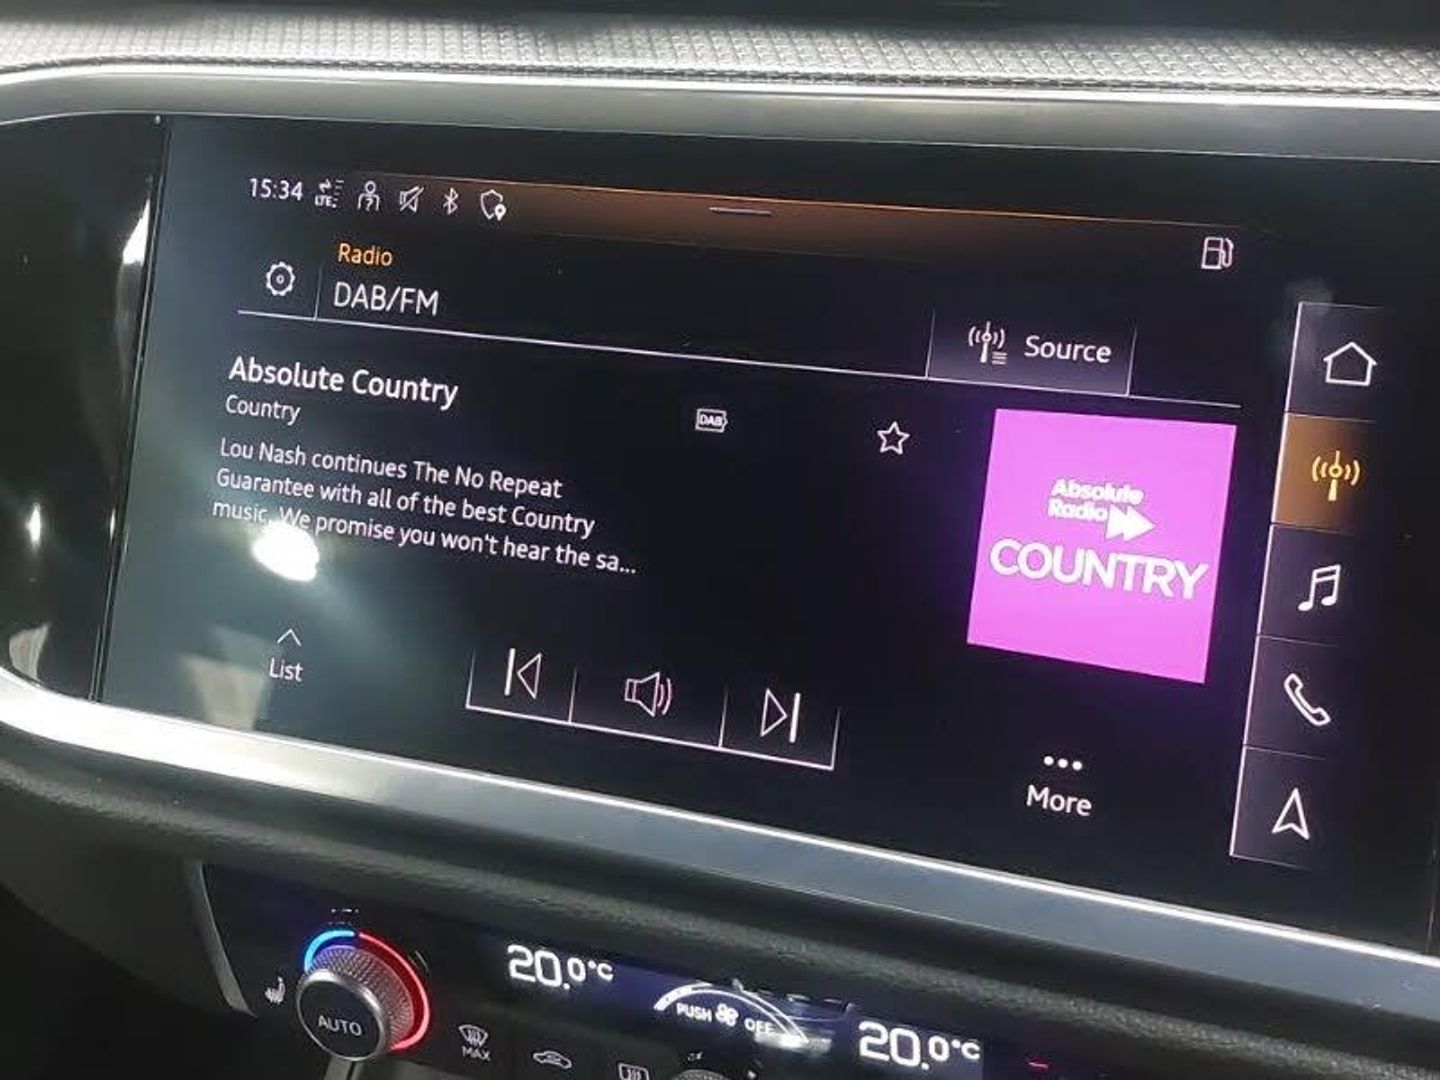 15:34
LTE
Radio
DAB/FM
Source
Absolute Country
Country
DAB
Lou Nash continues The No Repeat
Guarantee with all of the best Country
music. We promise you won't hear the sa...
Absolute
Radio
COUNTRY
List
More
20.0°C
PUSH OFF
20.0°C
AUTO
MAX